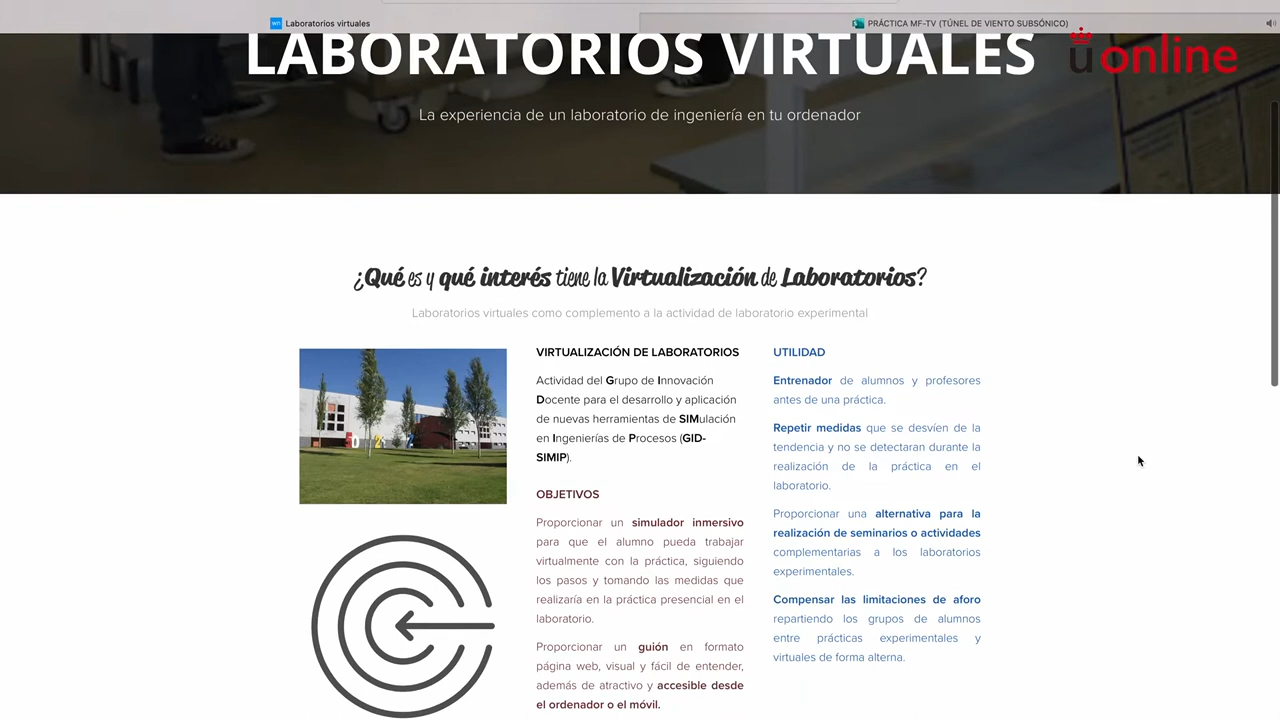 Laboratorios virtuales
PRÁCTICA MF-TV (TÚNEL DE VIENTO SUBSÓNICO)
LABORATORIOS VIRTUALES
uonline
La experiencia de un laboratorio de ingeniería en tu ordenador
¿Qué es y qué interés tiene la Virtualización de Laboratorios?
Laboratorios virtuales como complemento a la actividad de laboratorio experimental
VIRTUALIZACIÓN DE LABORATORIOS
Actividad del Grupo de Innovación
Docente para el desarrollo y aplicación
de nuevas herramientas de SIMulación
en Ingenierías de Procesos (GID-
SIMIP).
OBJETIVOS
Proporcionar un simulador inmersivo
para que el alumno pueda trabajar
virtualmente con la práctica, siguiendo
los pasos y tomando las medidas que
realizaría en la práctica presencial en el
laboratorio.
Proporcionar un guión en formato
página web, visual y fácil de entender,
además de atractivo y accesible desde
el ordenador o el móvil.
UTILIDAD
Entrenador de alumnos y profesores
antes de una práctica.
Repetir medidas que se desvíen de la
tendencia y no se detectaran durante la
realización de la práctica en el
laboratorio.
Proporcionar una alternativa para la
realización de seminarios o actividades
complementarias a los laboratorios
experimentales.
Compensar las limitaciones de aforo
repartiendo los grupos de alumnos
entre prácticas experimentales y
virtuales de forma alterna.